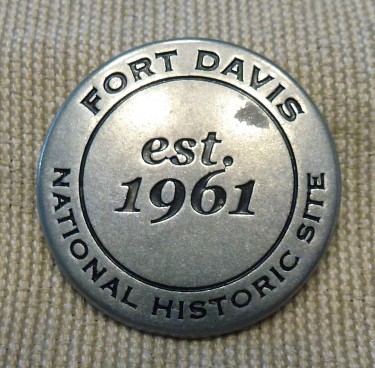 FORT DAVIS
est.
1961
NATIONAL HISTORIC SITE